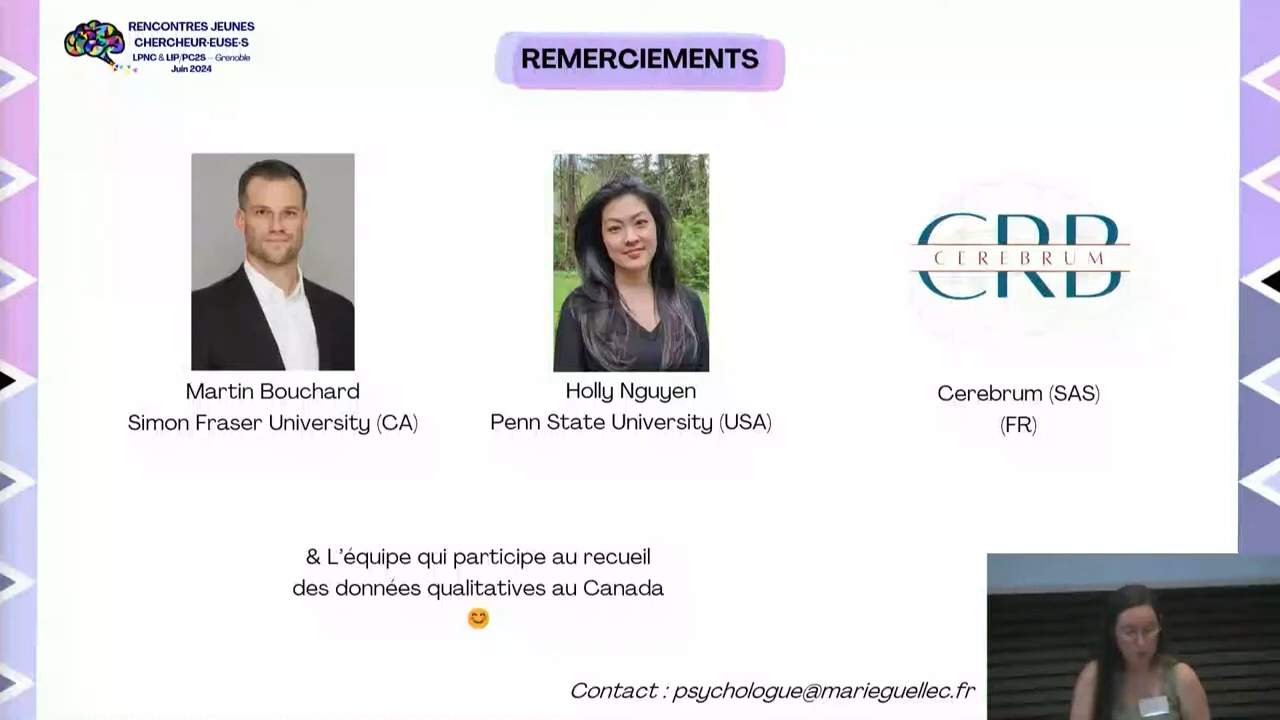 RENCONTRES JEUNES
CHERCHEUR·EUSE·S
LPNC & LIP/PC2S – Grenoble
Juin 2024
REMERCIEMENTS
CRB
CEREBRUM
Martin Bouchard
Simon Fraser University (CA)
Holly Nguyen
Penn State University (USA)
Cerebrum (SAS)
(FR)
& L’équipe qui participe au recueil
des données qualitatives au Canada
😊
Contact : psychologue@marieguellec.fr